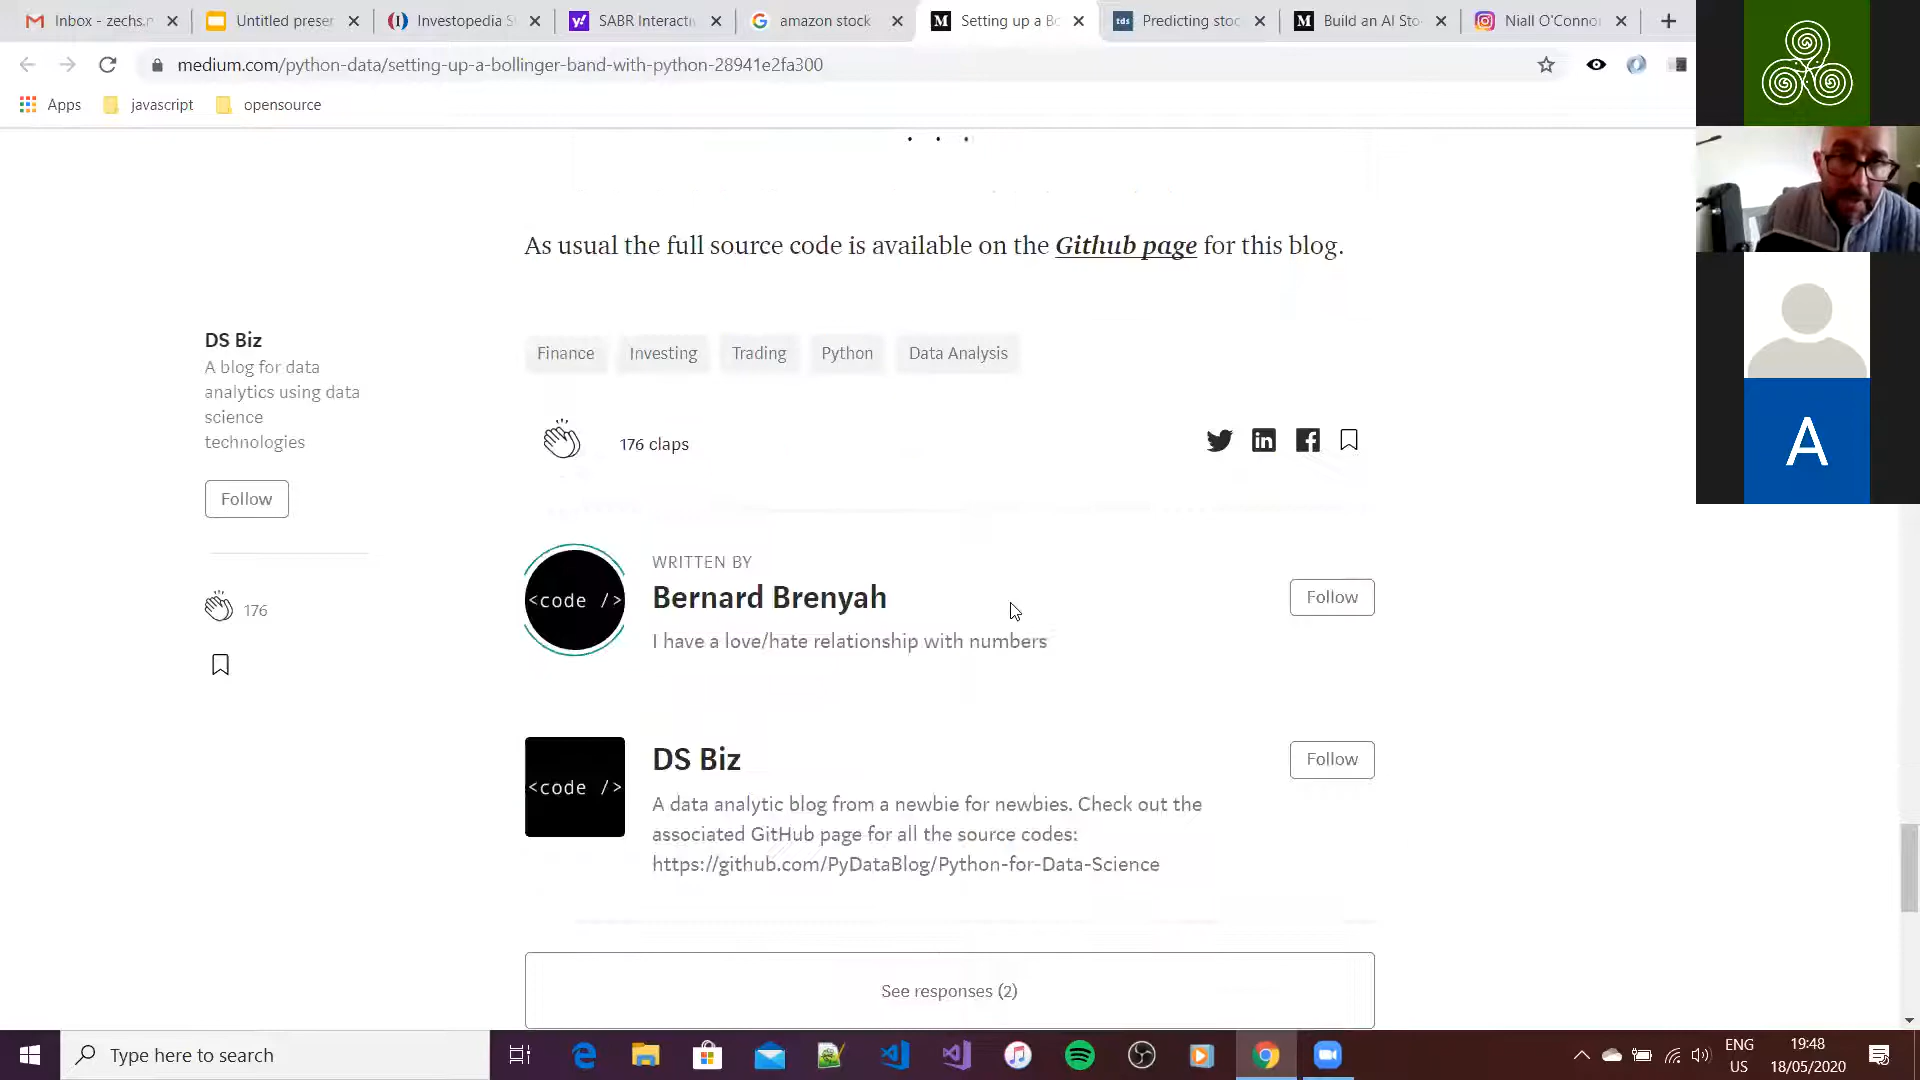 Inbox - zechs.r
Untitled preser
Investopedia S
SABR Interacti
amazon stock
Setting up a Bo
Predicting stoc
Build an AI Sto
Niall O'Connor
medium.com/python-data/setting-up-a-bollinger-band-with-python-28941e2fa300
Apps
javascript
opensource
As usual the full source code is available on the Github page for this blog.
DS Biz
A blog for data
analytics using data
science
technologies
Follow
176
Finance
Investing
Trading
Python
Data Analysis
176 claps
<code />
WRITTEN BY
Bernard Brenyah
I have a love/hate relationship with numbers
Follow
<code />
DS Biz
A data analytic blog from a newbie for newbies. Check out the
associated GitHub page for all the source codes:
https://github.com/PyDataBlog/Python-for-Data-Science
Follow
See responses (2)
A
Type here to search
ENG
US
19:48
18/05/2020